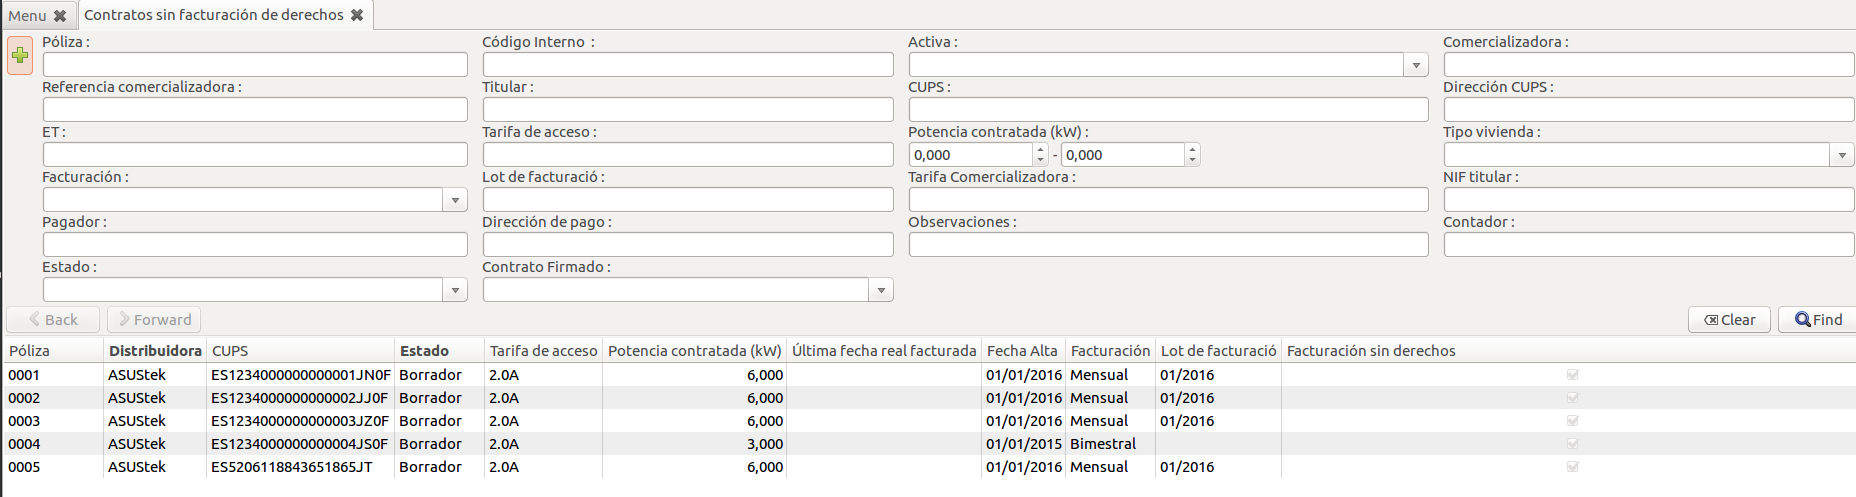 Menu Contratos sin facturación de derechos
Póliza : Código Interno : Activa : Comercializadora :
Referencia comercializadora : Titular : CUPS : Dirección CUPS :
ET : Tarifa de acceso : Potencia contratada (kW) : Tipo vivienda :
0,000 - 0,000
Facturación : Lot de facturació : Tarifa Comercializadora : NIF titular :
Pagador : Dirección de pago : Observaciones : Contador :
Estado : Contrato Firmado :
Back Forward Clear Find
Póliza Distribuidora CUPS Estado Tarifa de acceso Potencia contratada (kW) Última fecha real facturada Fecha Alta Facturación Lot de facturació Facturación sin derechos
0001 ASUStek ES1234000000000001JN0F Borrador 2.0A 6,000 01/01/2016 Mensual 01/2016
0002 ASUStek ES1234000000000002JJ0F Borrador 2.0A 6,000 01/01/2016 Mensual 01/2016
0003 ASUStek ES1234000000000003JZ0F Borrador 2.0A 6,000 01/01/2016 Mensual 01/2016
0004 ASUStek ES1234000000000004JS0F Borrador 2.0A 3,000 01/01/2015 Bimestral
0005 ASUStek ES5206118843651865JT Borrador 2.0A 6,000 01/01/2016 Mensual 01/2016